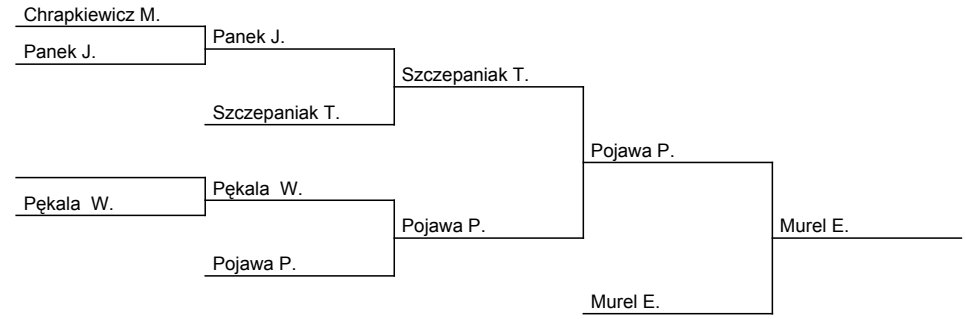 Chrapkiewicz M.
Panek J.
Panek J.
Szczepaniak T.
Szczepaniak T.
Pojawa P.
Pękala  W.
Pękala  W.
Pojawa P.
Murel E.
Pojawa P.
Murel E.